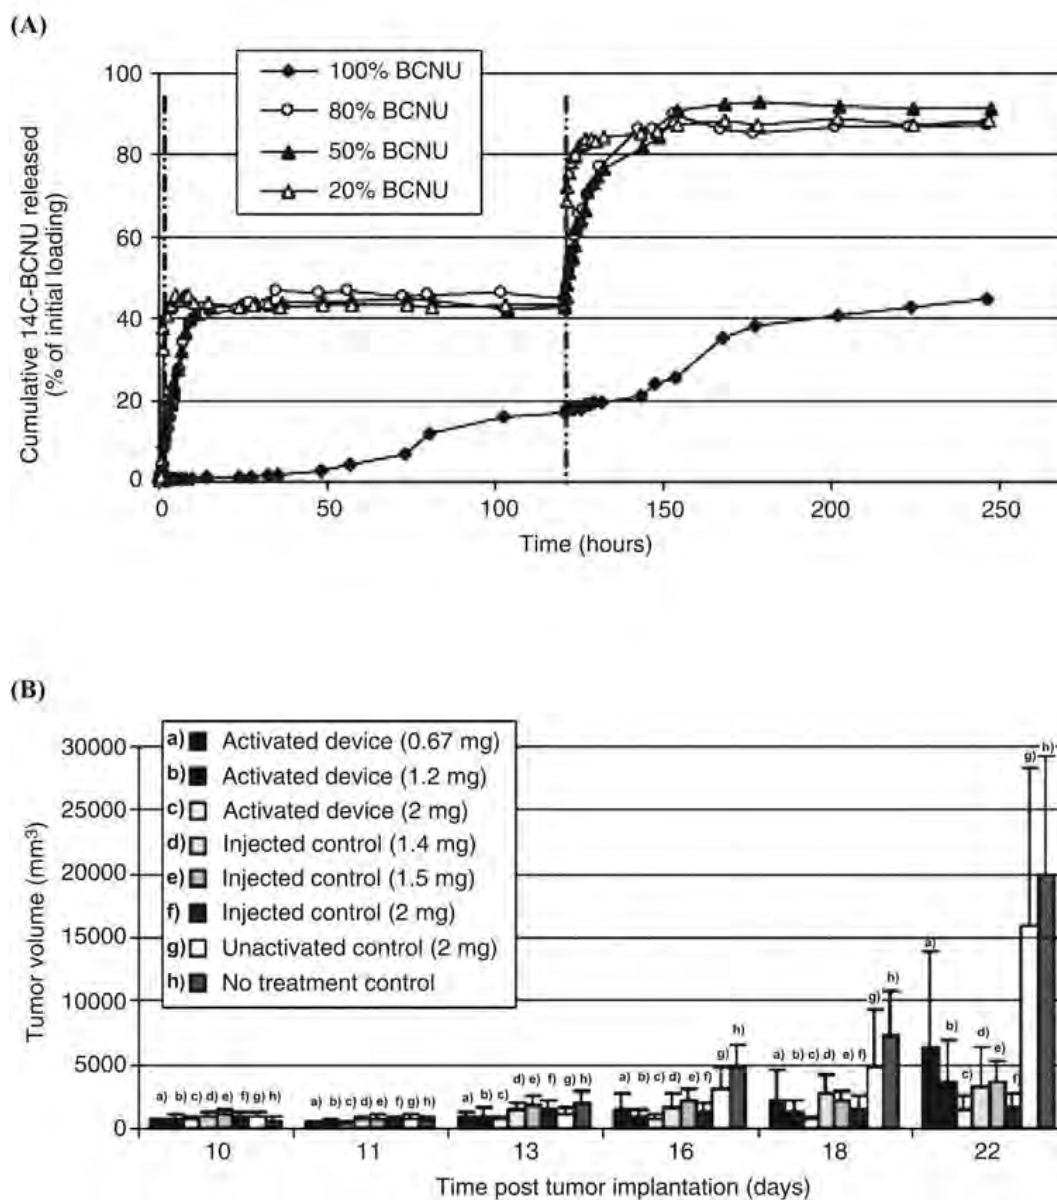 (A)
100% BCNU
80% BCNU
50% BCNU
20% BCNU
Cumulative 14C-BCNU released
(% of initial loading)
100
80
60
40
20
0
0 50 100 150 200 250
Time (hours)
(B)
a) Activated device (0.67 mg)
b) Activated device (1.2 mg)
c) Activated device (2 mg)
d) Injected control (1.4 mg)
e) Injected control (1.5 mg)
f) Injected control (2 mg)
g) Unactivated control (2 mg)
h) No treatment control
Tumor volume (mm³)
30000
25000
20000
15000
10000
5000
0
a) b) c) d) e) f) g) h)
a) b) c) d) e) f) g) h)
a) b) c) d) e) f) g) h)
a) b) c) d) e) f) g) h)
a) b) c) d) e) f) g) h)
a) b) c) d) e) f) g) h)
10 11 13 16 18 22
Time post tumor implantation (days)